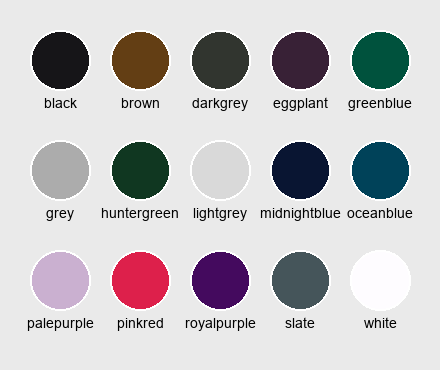 black brown darkgrey eggplant greenblue
grey huntergreen lightgrey midnightblue oceanblue
palepurple pinkred royalpurple slate white